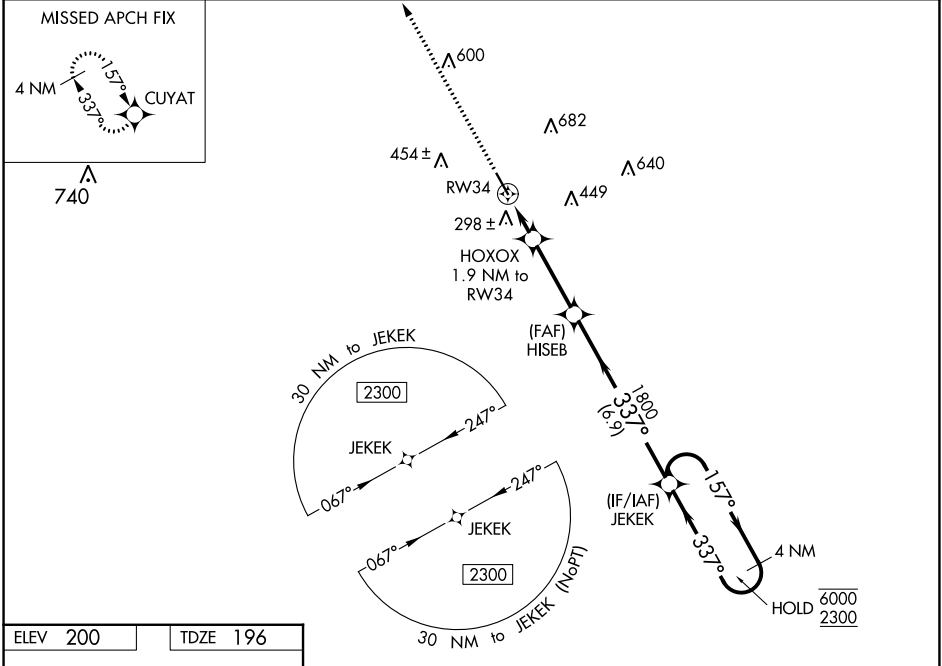 MISSED APCH FIX
4 NM
157°
337°
CUYAT
740
600
682
454 ±
640
RW34
449
298 ±
HOXOX
1.9 NM to
RW34
(FAF)
HISEB
30 NM to JEKEK
2300
247°
JEKEK
067°
1800
337°
(6.9)
247°
JEKEK
067°
2300
30 NM to JEKEK (NoPT)
(IF/IAF)
JEKEK
157°
337°
4 NM
HOLD
6000
2300
ELEV 200
TDZE 196